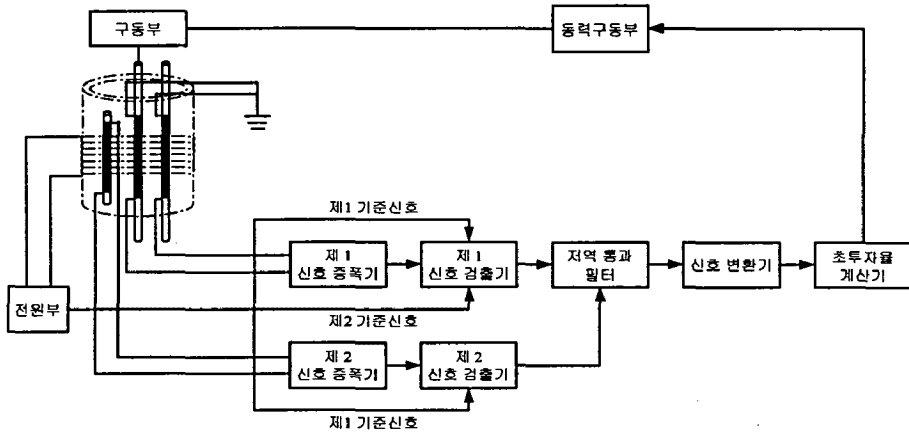 구동부
동력구동부
제1 기준신호
제 1
신호 증폭기
제 1
신호 검출기
저역 통과
필터
신호 변환기
초투자율
계산기
전원부
제2 기준신호
제 2
신호 증폭기
제 2
신호 검출기
제1 기준신호